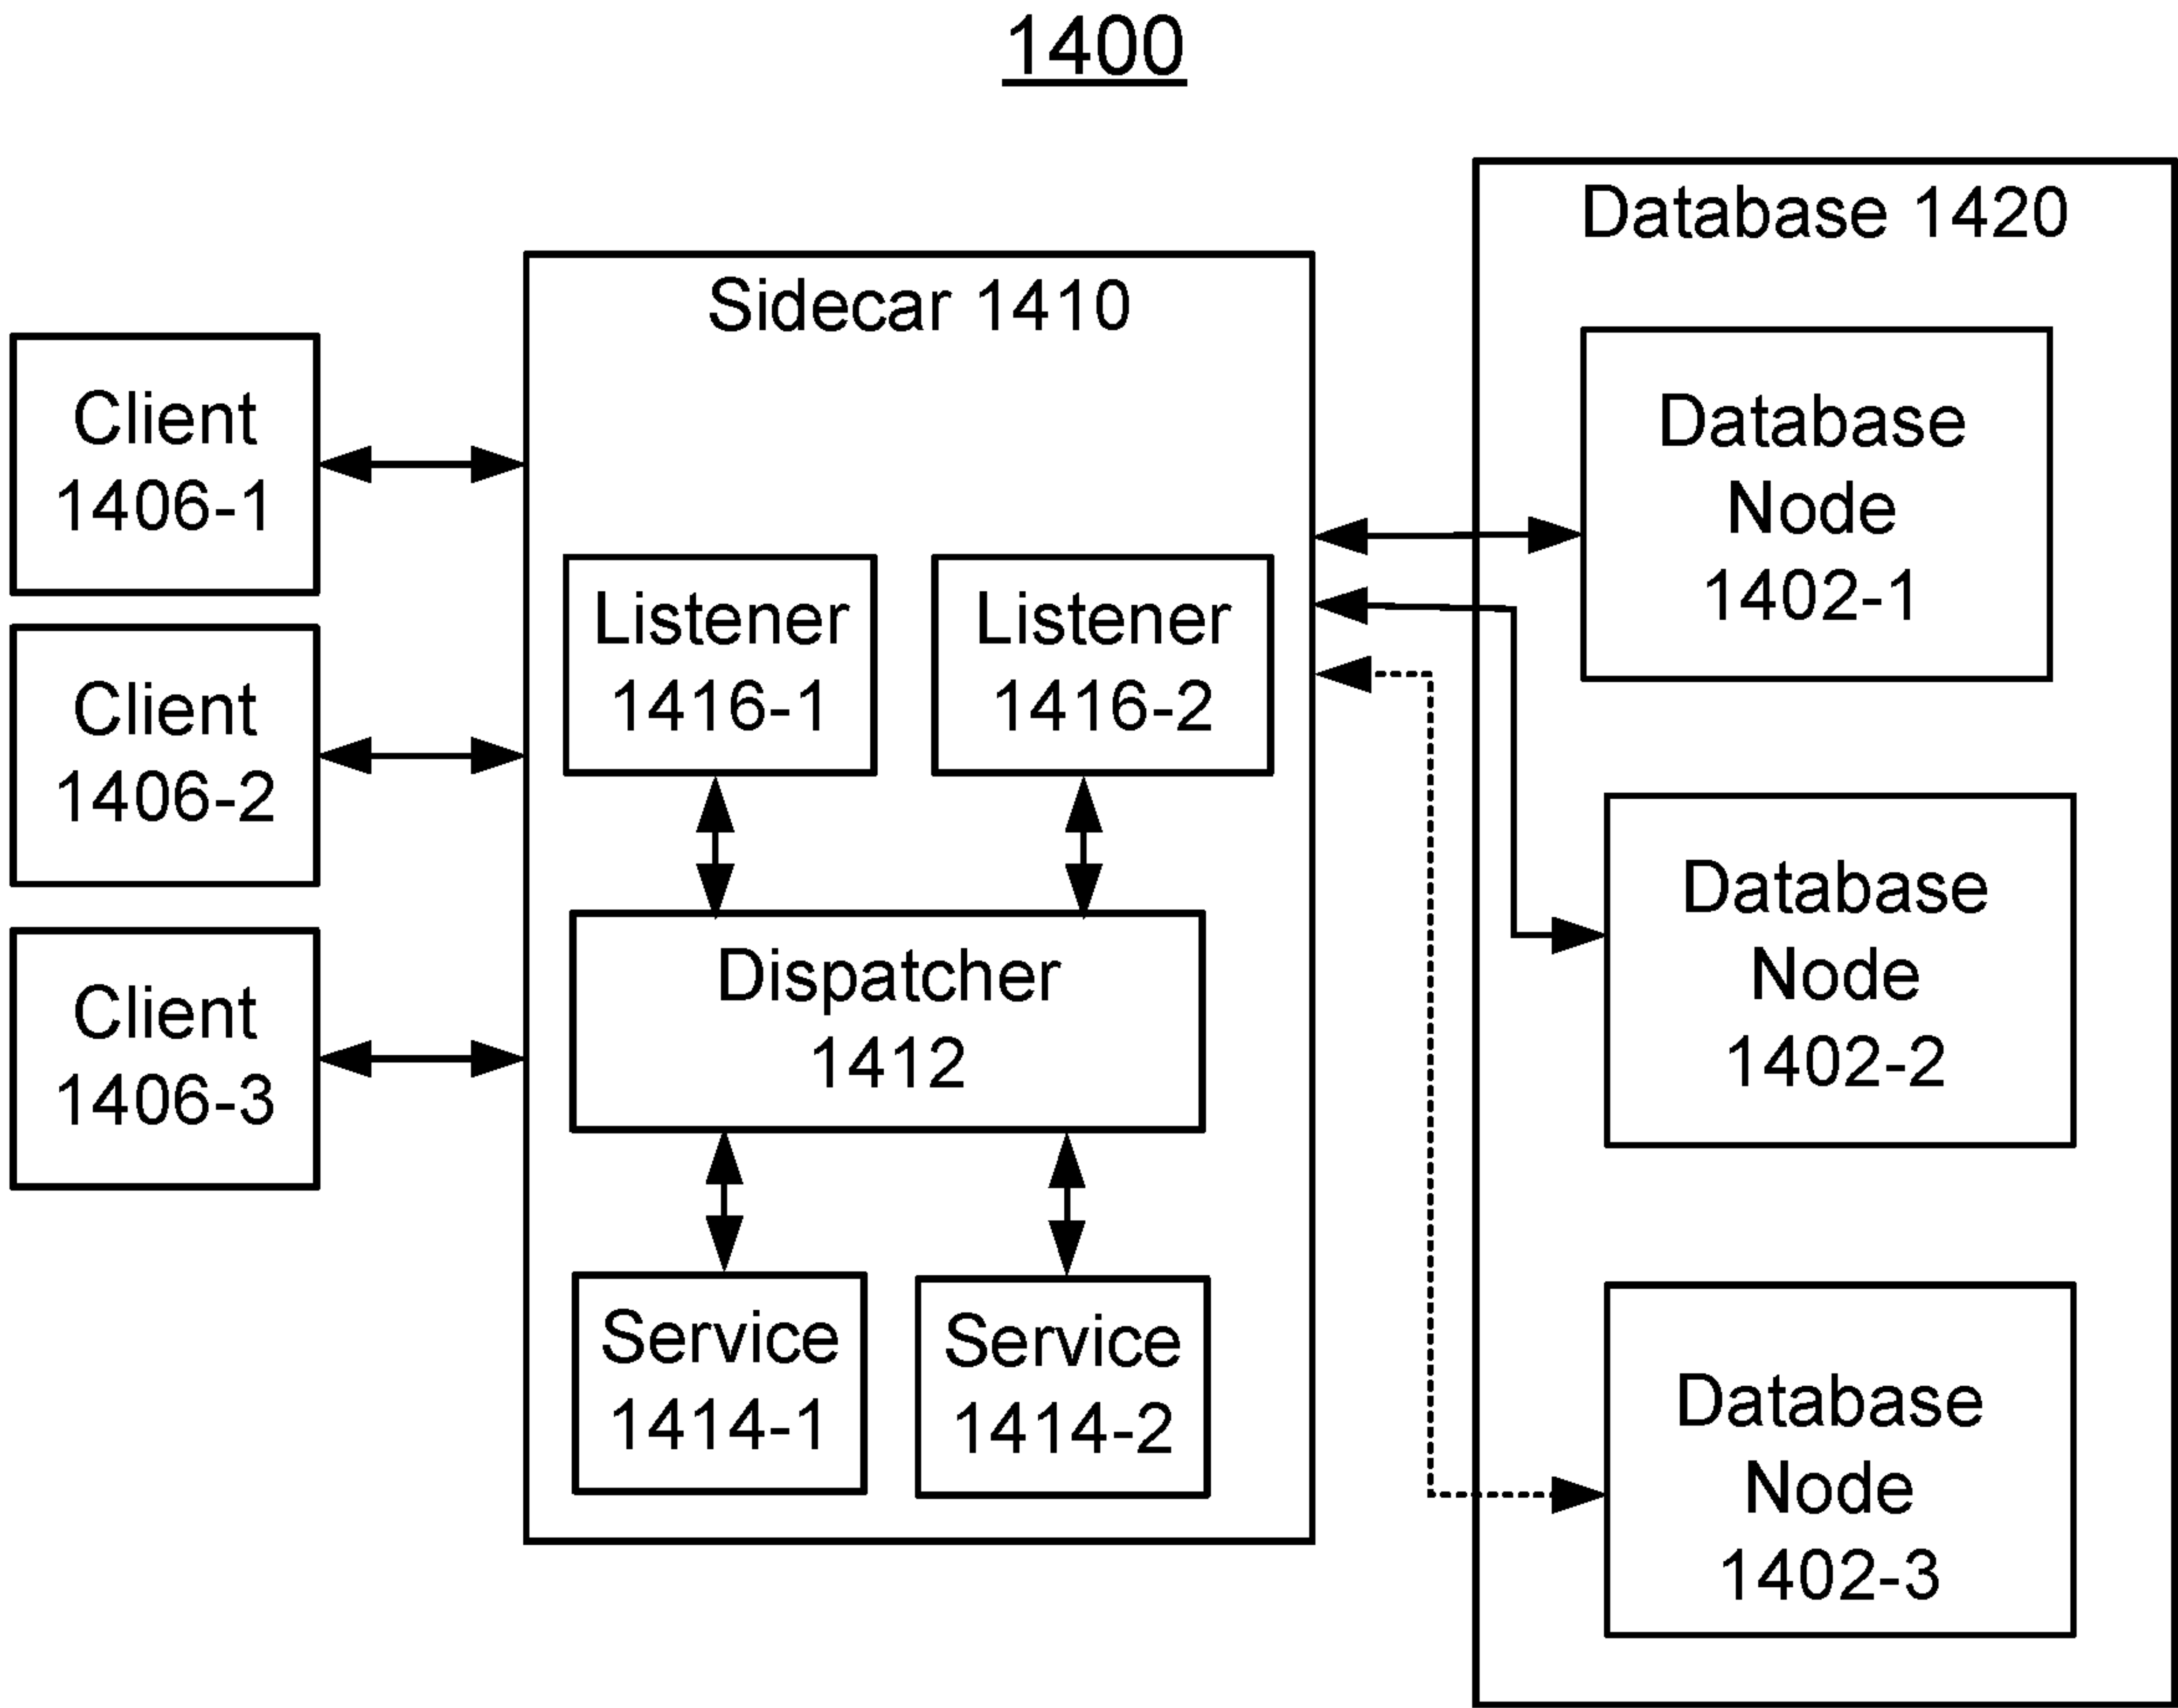 1400
Database 1420
Sidecar 1410
Client
1406-1
Client
1406-2
Client
1406-3
Listener
1416-1
Listener
1416-2
Dispatcher
1412
Service
1414-1
Service
1414-2
Database
Node
1402-1
Database
Node
1402-2
Database
Node
1402-3